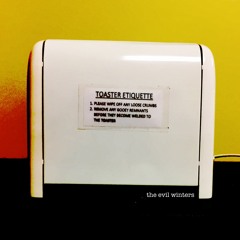 TOASTER ETIQUETTE
1. PLEASE WIPE OFF ANY LOOSE CRUMBS
2. REMOVE ANY GOOEY REMNANTS
BEFORE THEY BECOME WELDED TO
THE TOASTER
the evil winters